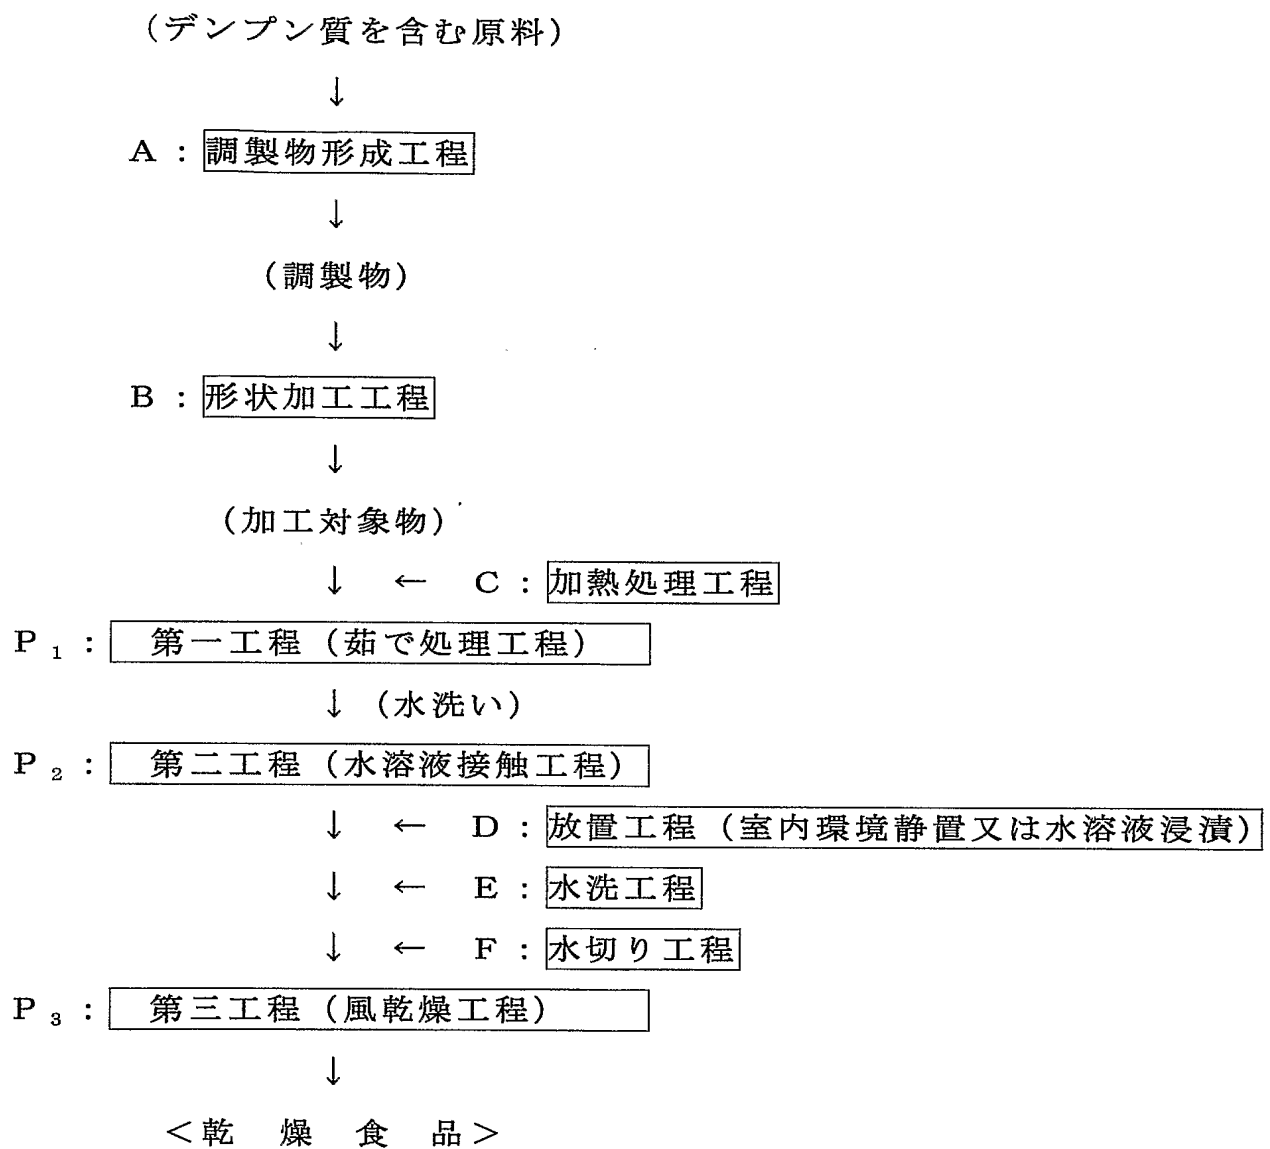 (デンプン質を含む原料)
↓
A:調製物形成工程
↓
(調製物)
↓
B:形状加工工程
↓
(加工対象物)
↓ ← C:加熱処理工程
P₁:第一工程(茹で処理工程)
↓(水洗い)
P₂:第二工程(水溶液接触工程)
↓ ← D:放置工程(室内環境静置又は水溶液浸漬)
↓ ← E:水洗工程
↓ ← F:水切り工程
P₃:第三工程(風乾燥工程)
↓
<乾 燥 食 品>